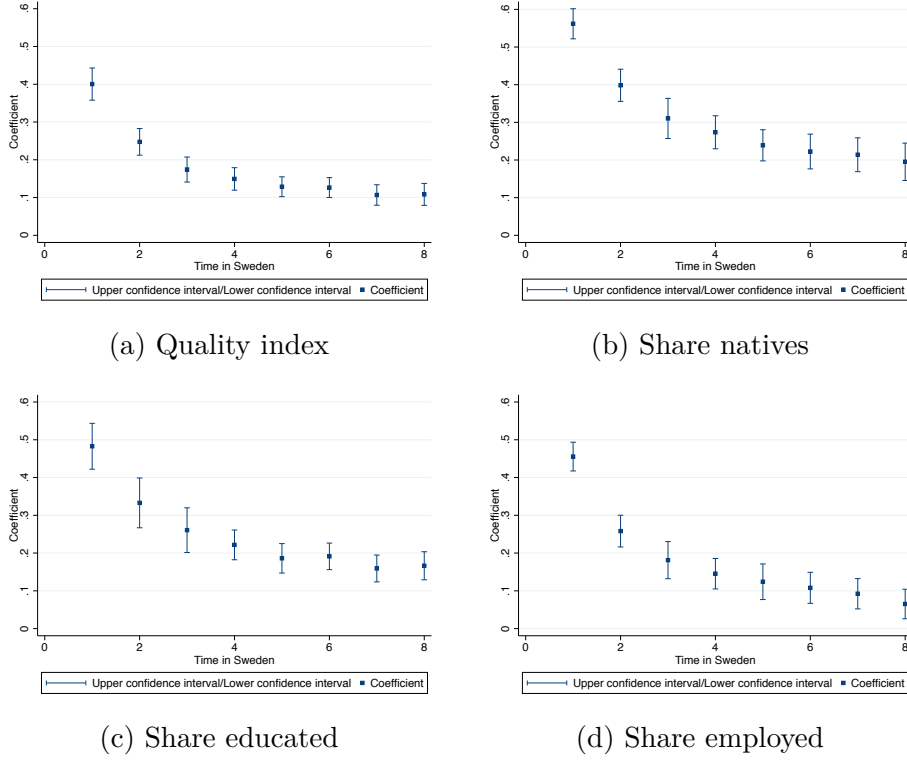 .6
.5
.4
.3
.2
.1
0
Coefficient
0 2 4 6 8
Time in Sweden
Upper confidence interval/Lower confidence interval Coefficient
(a) Quality index
.6
.5
.4
.3
.2
.1
0
Coefficient
0 2 4 6 8
Time in Sweden
Upper confidence interval/Lower confidence interval Coefficient
(b) Share natives
.6
.5
.4
.3
.2
.1
0
Coefficient
0 2 4 6 8
Time in Sweden
Upper confidence interval/Lower confidence interval Coefficient
(c) Share educated
.6
.5
.4
.3
.2
.1
0
Coefficient
0 2 4 6 8
Time in Sweden
Upper confidence interval/Lower confidence interval Coefficient
(d) Share employed